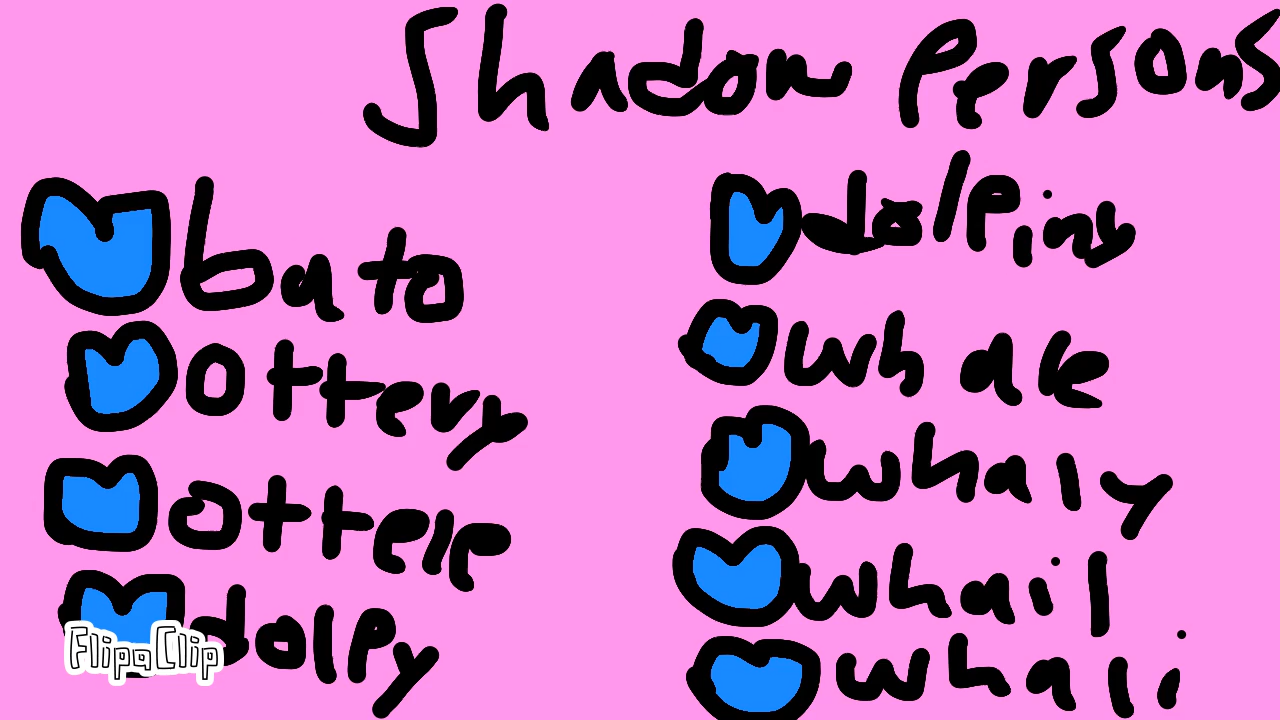 Shadow Persons
bato
ottery
ottele
dolpy
FlipaClip
dolpins
whale
whaly
whail
whali